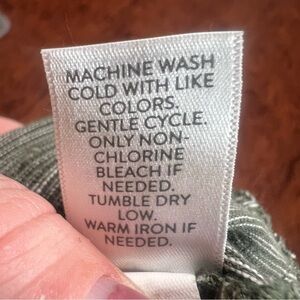 MACHINE WASH
COLD WITH LIKE
COLORS.
GENTLE CYCLE.
ONLY NON-
CHLORINE
BLEACH IF
NEEDED.
TUMBLE DRY
LOW.
WARM IRON IF
NEEDED.